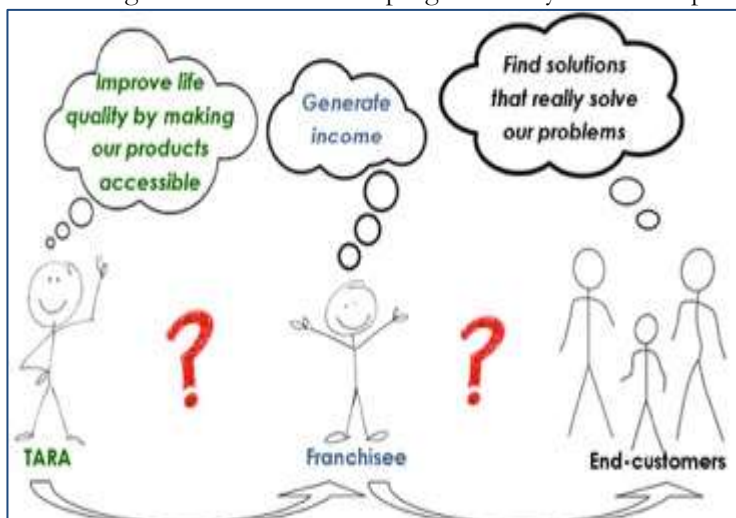 Improve life
quality by making
our products
accessible
Generate
income
Find solutions
that really solve
our problems
?
?
TARA
Franchisee
End-customers